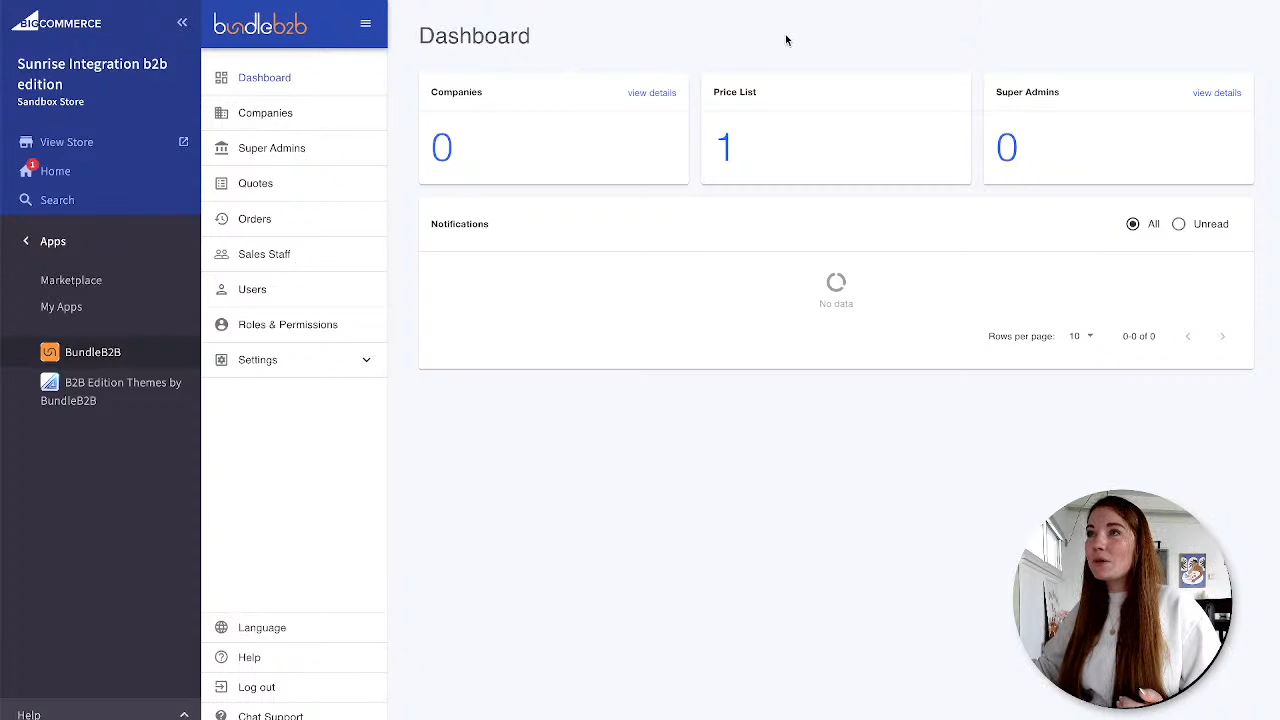 BIGCOMMERCE
Sunrise Integration b2b
edition
Sandbox Store
View Store
1
Home
Search
Apps
Marketplace
My Apps
BundleB2B
B2B Edition Themes by
BundleB2B
Help
bundleb2b
Dashboard
Companies
Super Admins
Quotes
Orders
Sales Staff
Users
Roles & Permissions
Settings
Language
Help
Log out
Chat Support
Dashboard
Companies view details
0
Price List
1
Super Admins view details
0
Notifications All Unread
No data
Rows per page: 10 0-0 of 0